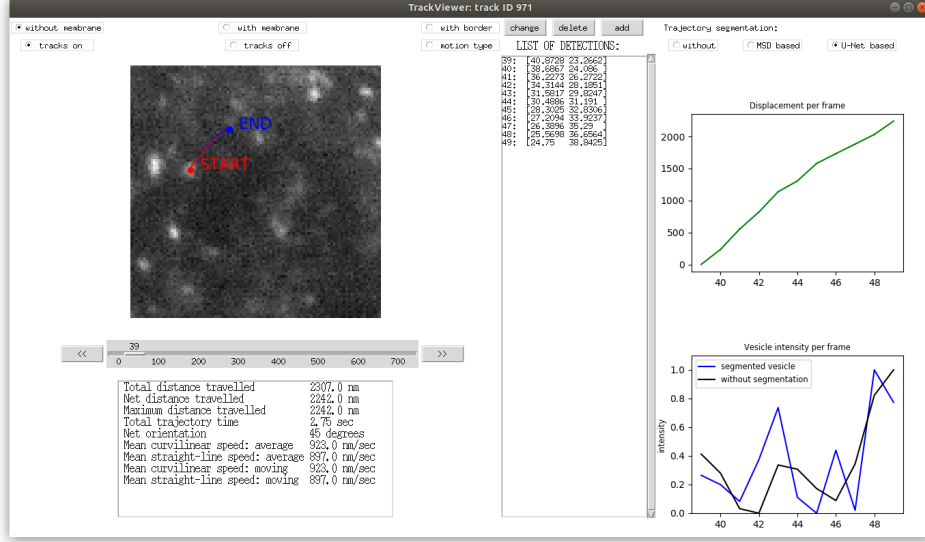 TrackViewer: track ID 971
without membrane
with membrane
with border
change
delete
add
Trajectory segmentation:
tracks on
tracks off
motion type
LIST OF DETECTIONS:
without
MSD based
U-Net based
39: [40.8728 23.2662]
40: [38.6867 24.086 ]
41: [36.2273 26.2722]
42: [34.3144 28.1851]
43: [31.5817 29.8247]
44: [30.4886 31.191 ]
45: [28.3025 32.8306]
46: [27.2094 33.9237]
47: [26.3896 35.29 ]
48: [25.5698 36.6564]
49: [24.75 38.8425]
END
START
Displacement per frame
2000
1500
1000
500
0
40 42 44 46 48
<<
39
0 100 200 300 400 500 600 700
>>
Total distance travelled 2307.0 nm
Net distance travelled 2242.0 nm
Maximum distance travelled 2242.0 nm
Total trajectory time 2.75 sec
Net orientation 45 degrees
Mean curvilinear speed: average 923.0 nm/sec
Mean straight-line speed: average 897.0 nm/sec
Mean curvilinear speed: moving 923.0 nm/sec
Mean straight-line speed: moving 897.0 nm/sec
Vesicle intensity per frame
segmented vesicle
without segmentation
intensity
1.0
0.8
0.6
0.4
0.2
0.0
40 42 44 46 48